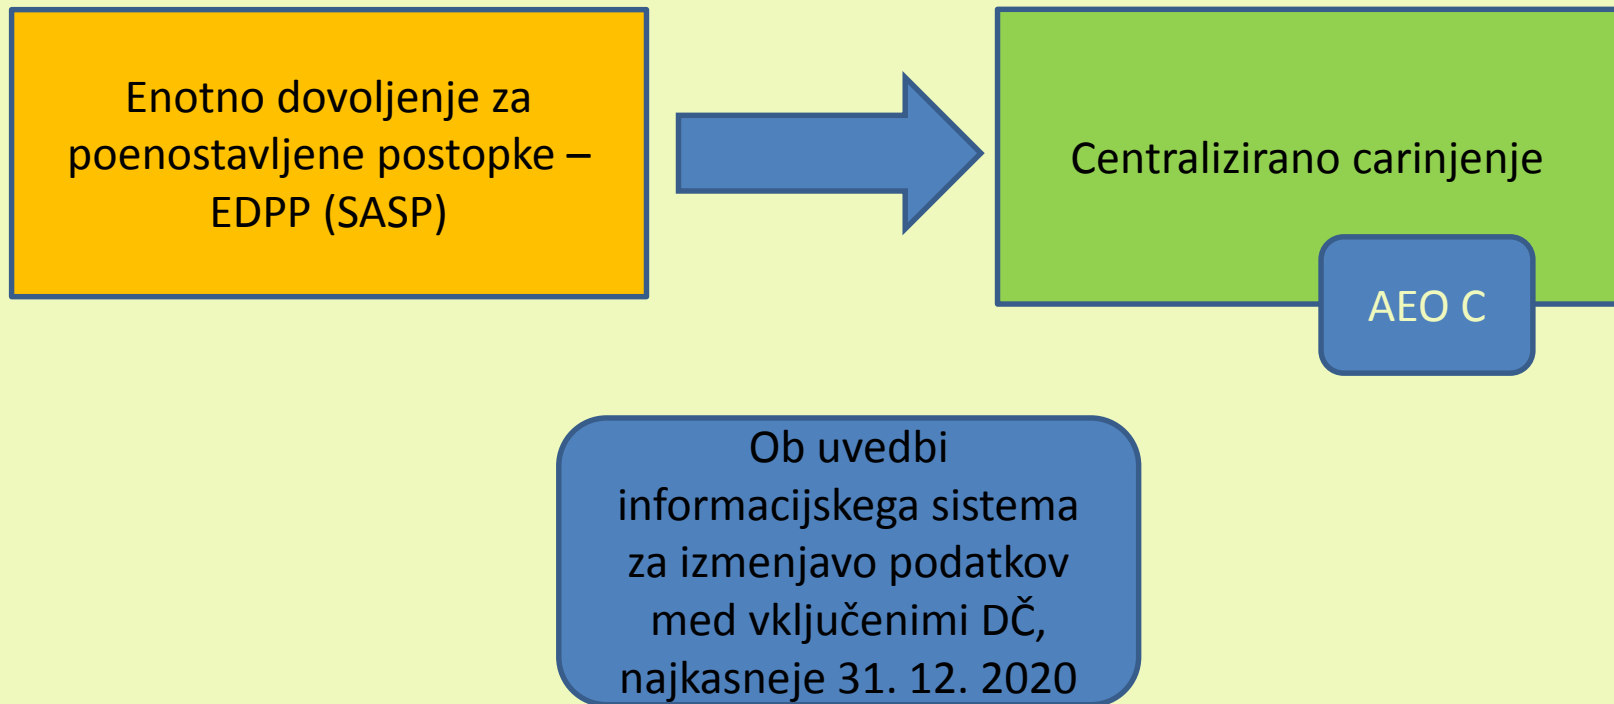 Enotno dovoljenje za
poenostavljene postopke –
EDPP (SASP)
Centralizirano carinjenje
AEO C
Ob uvedbi
informacijskega sistema
za izmenjavo podatkov
med vključenimi DČ,
najkasneje 31. 12. 2020